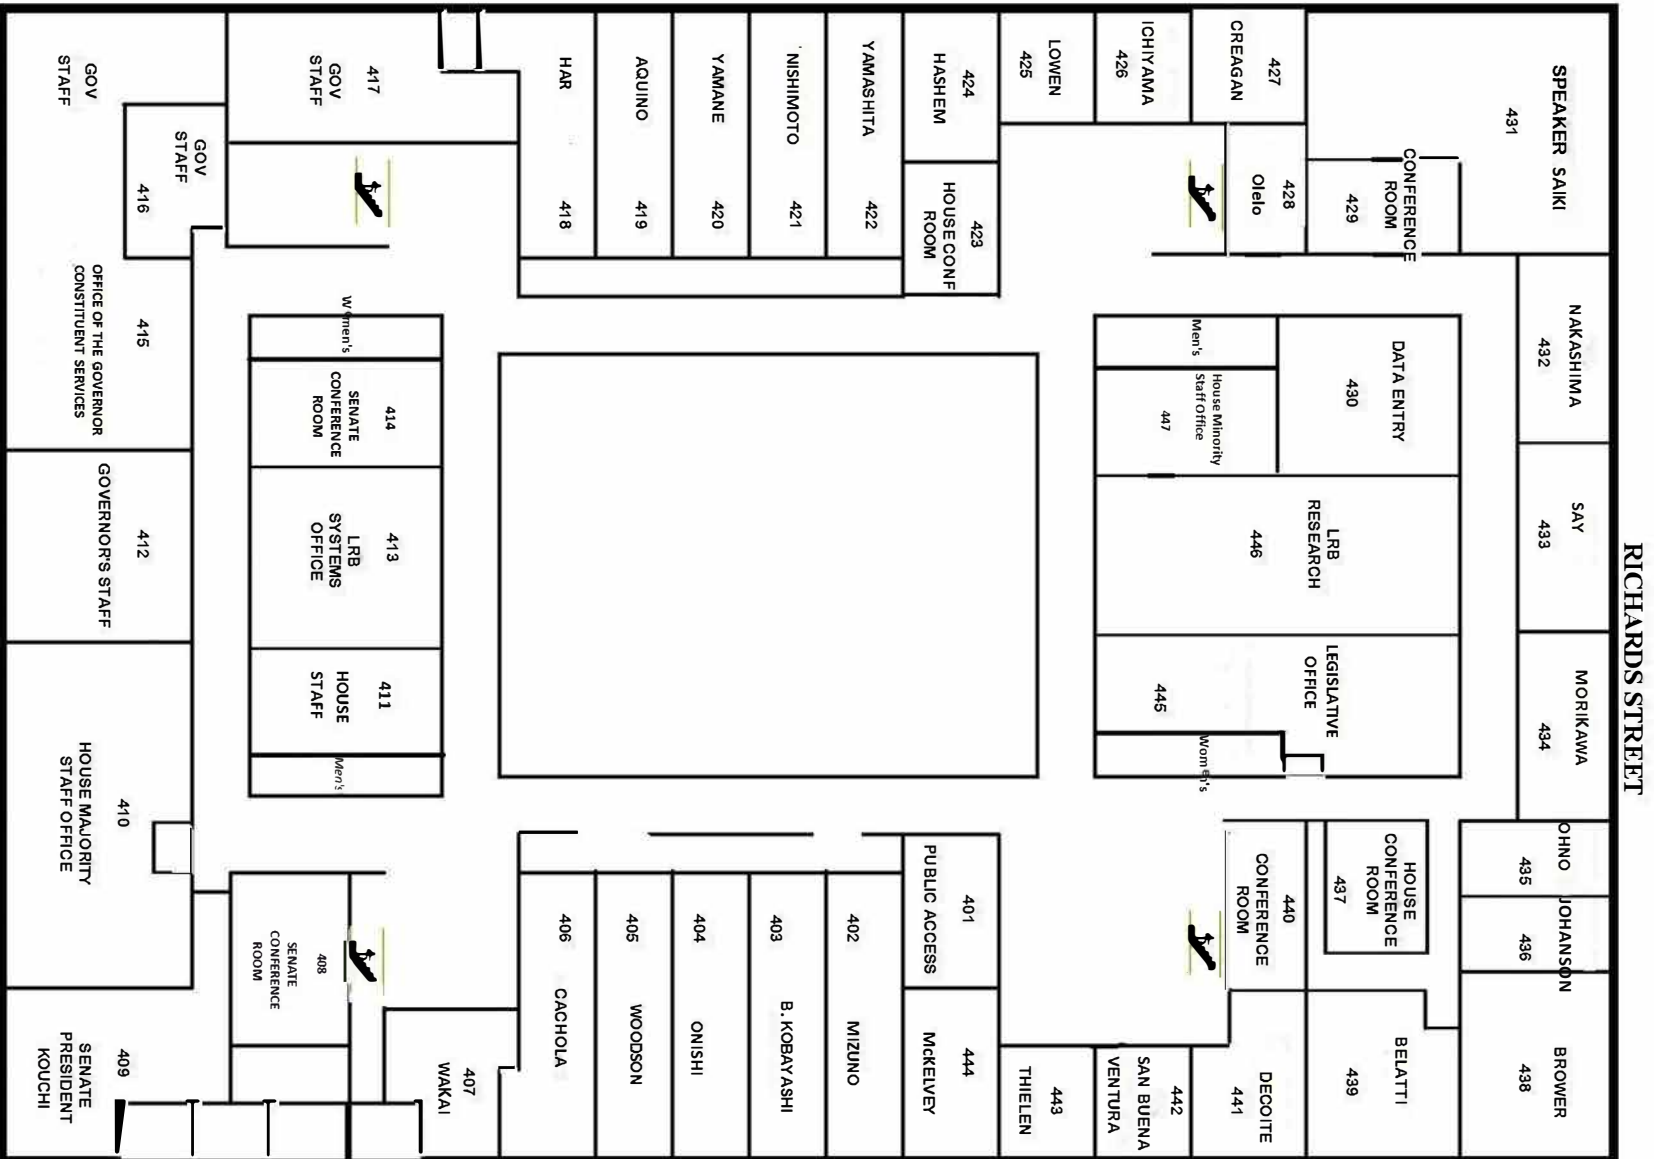 RICHARDS STREET
SPEAKER SAIKI
431
CONFERENCE
ROOM
429
427
CREAGAN
428
Olelo
ICHIYAMA
426
LOWEN
425
424
HASHEM
423
HOUSE CONF
ROOM
YAMASHITA
422
NISHIMOTO
421
YAMANE
420
AQUINO
419
HAR
418
417
GOV
STAFF
GOV
STAFF
416
GOV
STAFF
415
OFFICE OF THE GOVERNOR
CONSTITUENT SERVICES
412
GOVERNOR'S STAFF
410
HOUSE MAJORITY
STAFF OFFICE
409
SENATE
PRESIDENT
KOUCHI
408
SENATE
CONFERENCE
ROOM
407
WAKAI
Women's
414
SENATE
CONFERENCE
ROOM
413
LRB
SYSTEMS
OFFICE
411
HOUSE
STAFF
Men's
406
CACHOLA
405
WOODSON
404
ONISHI
403
B. KOBAYASHI
402
MIZUNO
401
PUBLIC ACCESS
444
McKELVEY
443
THIELEN
442
SAN BUENA
VENTURA
DECOITE
441
440
CONFERENCE
ROOM
HOUSE
CONFERENCE
ROOM
437
BELATTI
439
BROWER
438
JOHANSON
436
OHNO
435
MORIKAWA
434
SAY
433
NAKASHIMA
432
DATA ENTRY
430
Men's
House Minority
Staff Office
447
LRB
RESEARCH
446
LEGISLATIVE
OFFICE
445
Women's